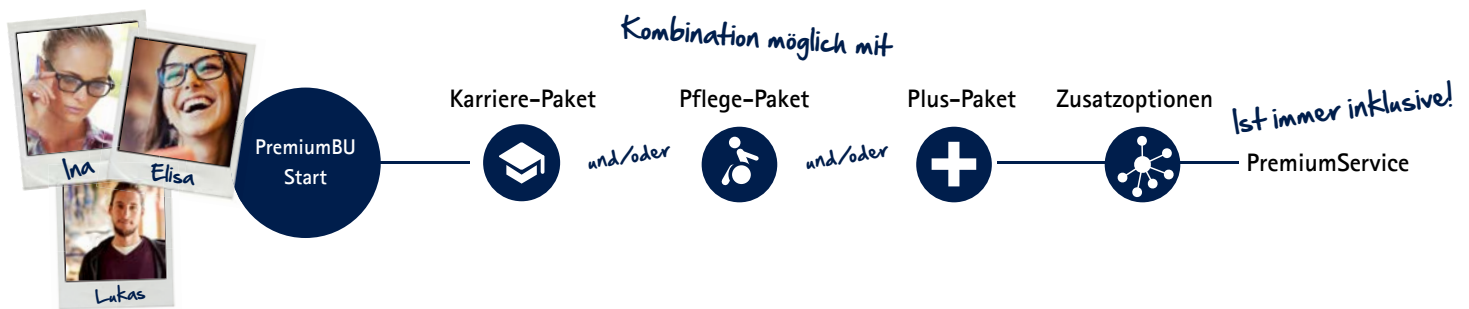 Kombination möglich mit
Karriere-Paket
Pflege-Paket
Plus-Paket
Zusatzoptionen
Ist immer inklusive!
Ina
Elisa
PremiumBU
Start
und/oder
und/oder
PremiumService
Lukas